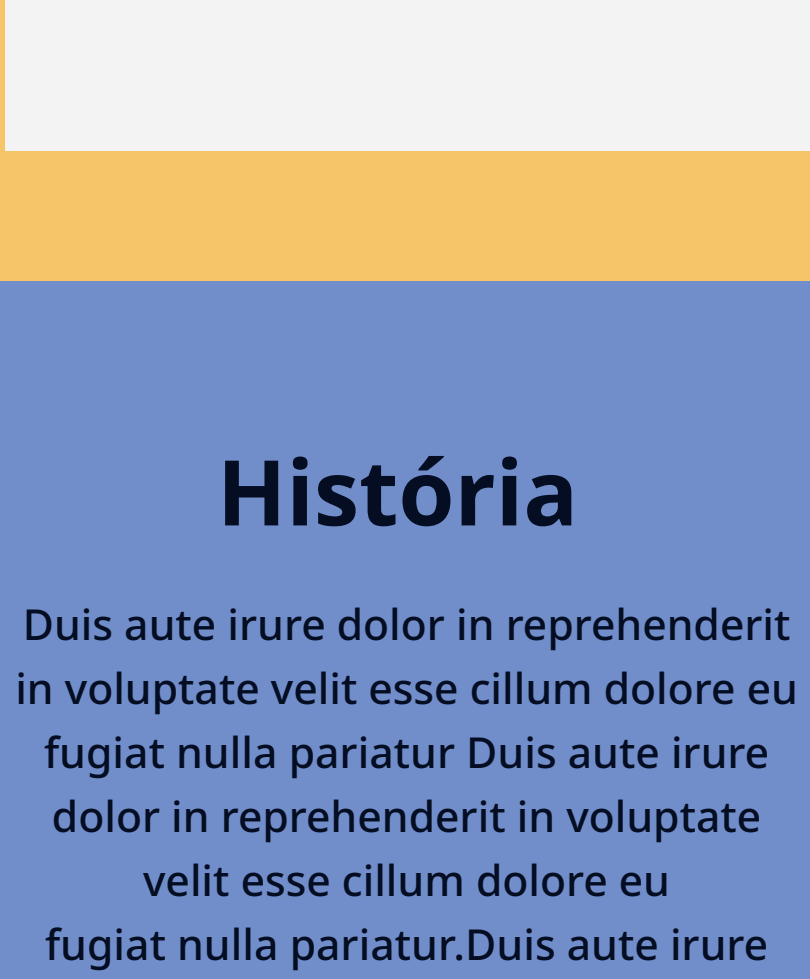 História
Duis aute irure dolor in reprehenderit
in voluptate velit esse cillum dolore eu
fugiat nulla pariatur Duis aute irure
dolor in reprehenderit in voluptate
velit esse cillum dolore eu
fugiat nulla pariatur.Duis aute irure